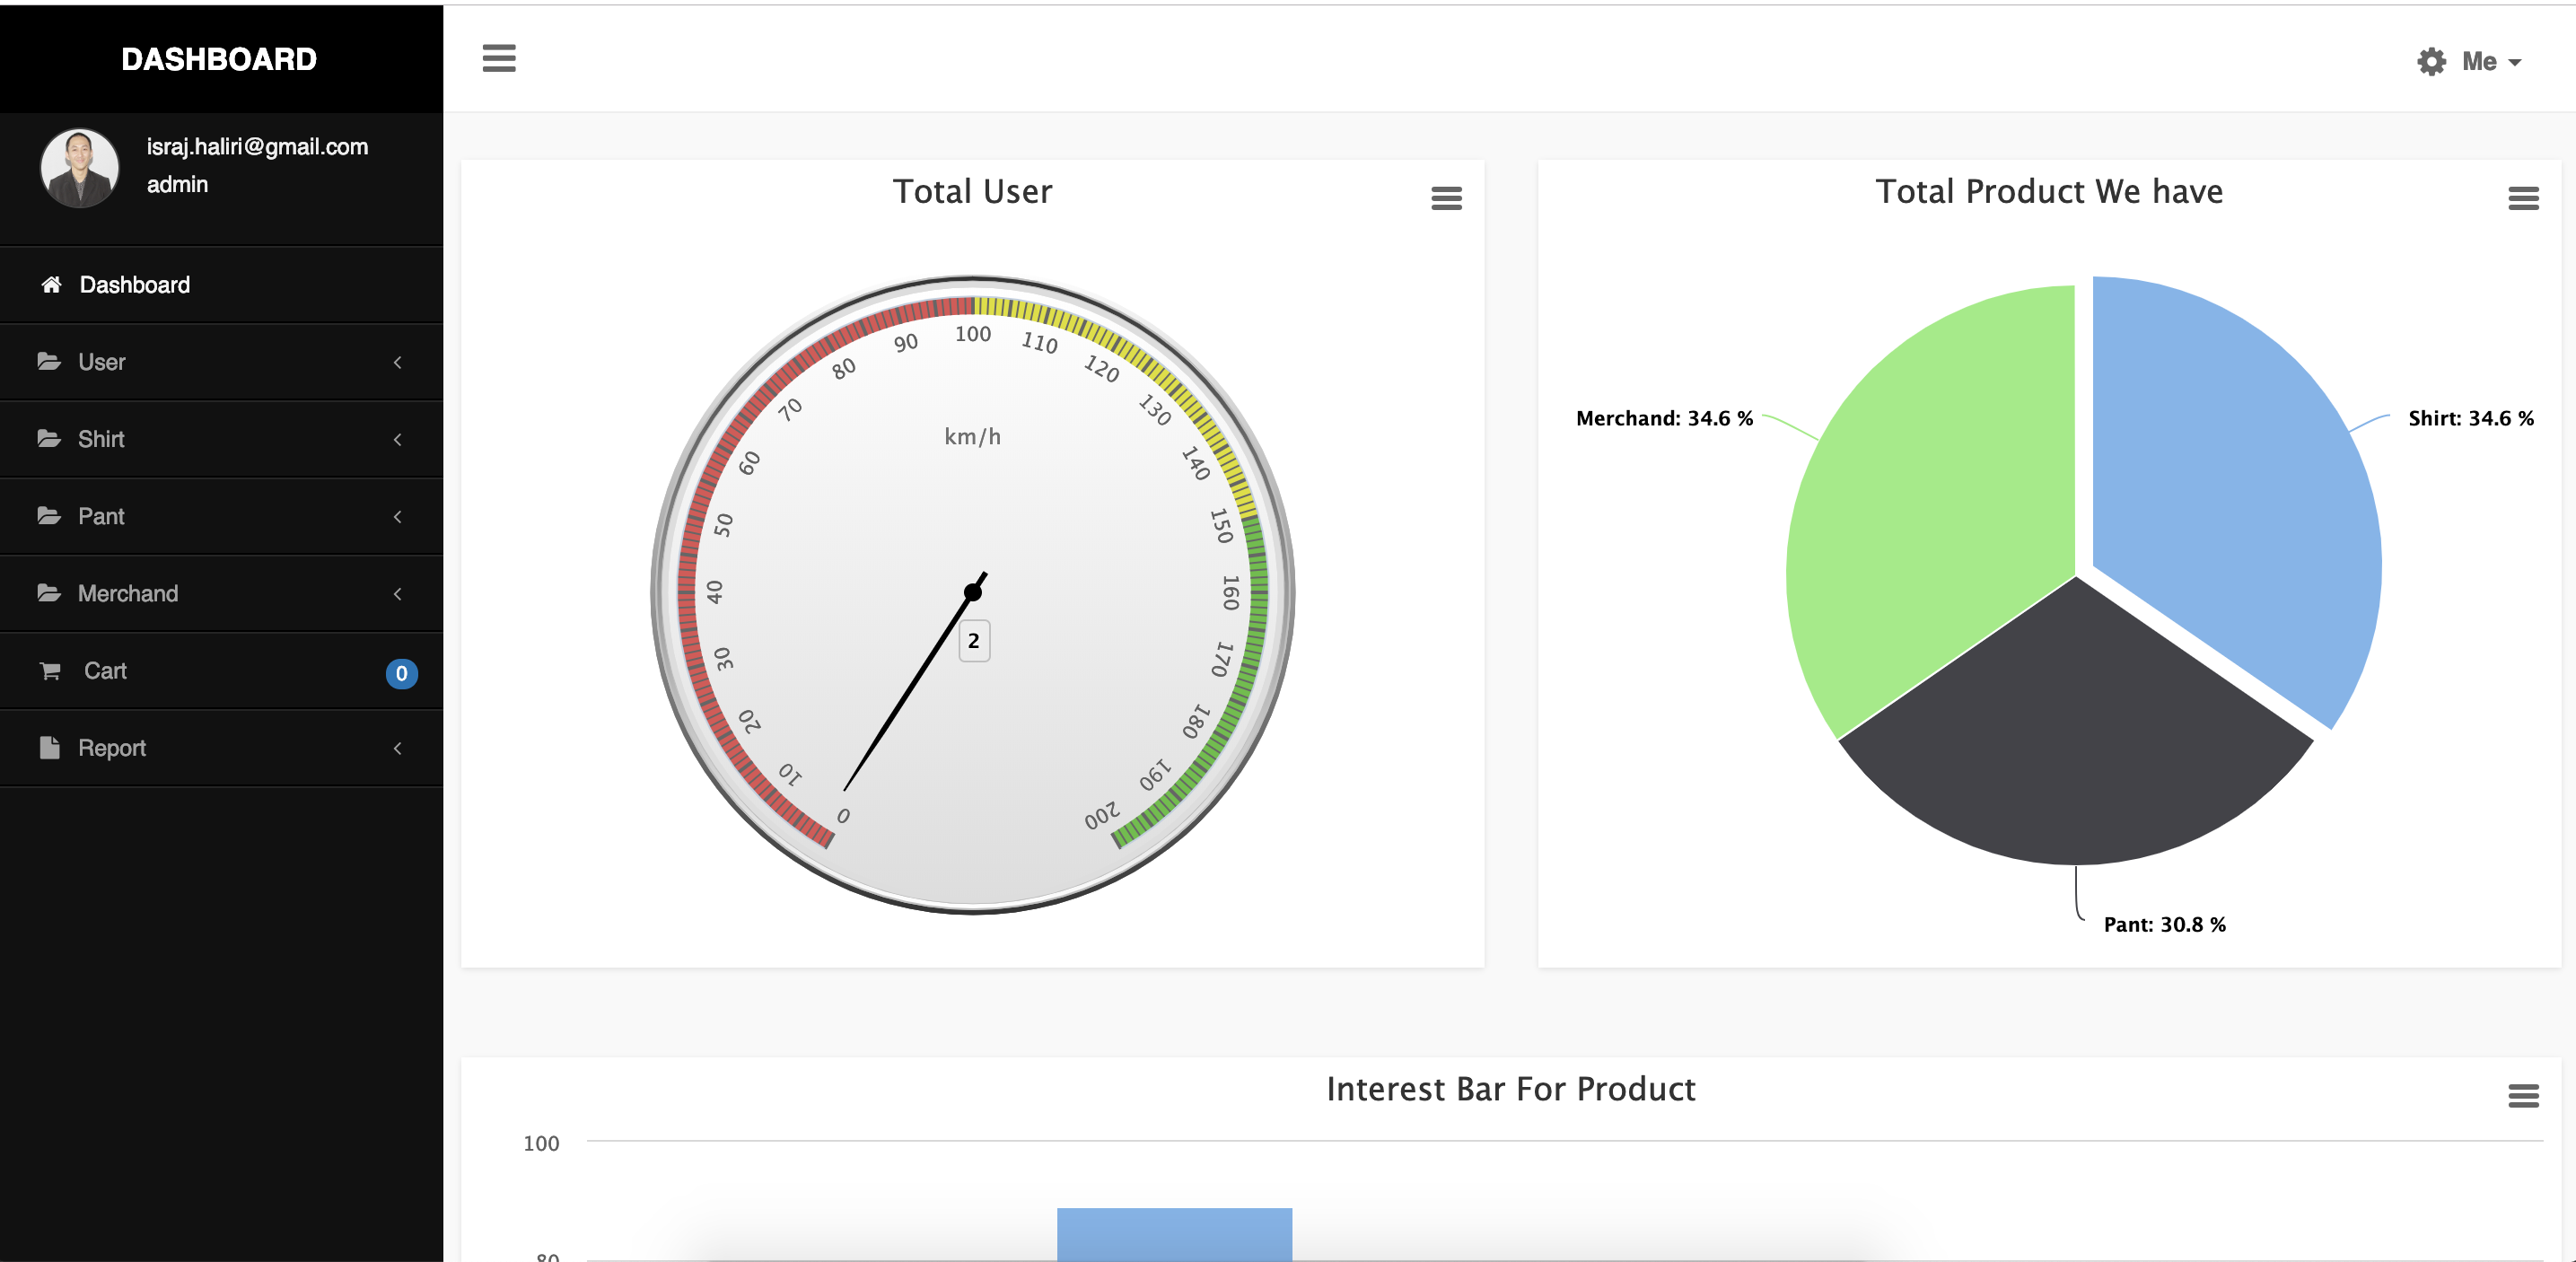 DASHBOARD
israj.haliri@gmail.com
admin
Dashboard
User
Shirt
Pant
Merchand
Cart
0
Report
Me
Total User
0
10
20
30
40
50
60
70
80
90
100
110
120
130
140
150
160
170
180
190
200
km/h
2
Total Product We have
Merchand: 34.6 %
Shirt: 34.6 %
Pant: 30.8 %
Interest Bar For Product
100
80